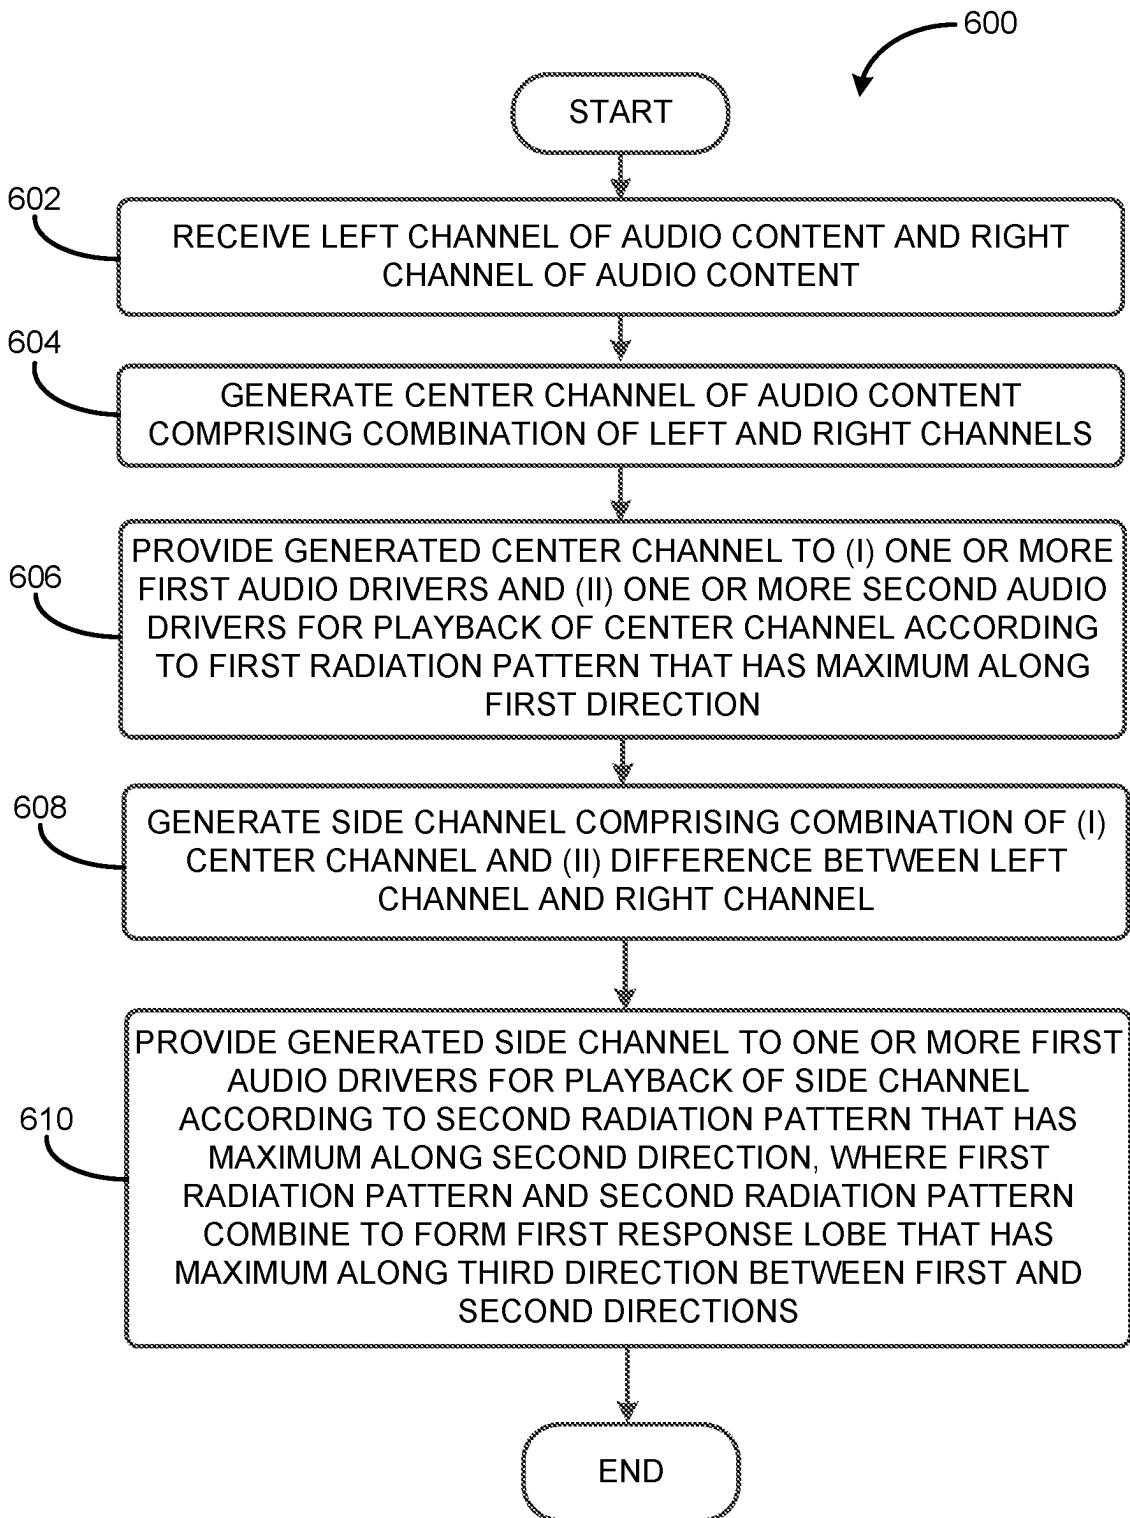 600
START
602
RECEIVE LEFT CHANNEL OF AUDIO CONTENT AND RIGHT
CHANNEL OF AUDIO CONTENT
604
GENERATE CENTER CHANNEL OF AUDIO CONTENT
COMPRISING COMBINATION OF LEFT AND RIGHT CHANNELS
606
PROVIDE GENERATED CENTER CHANNEL TO (I) ONE OR MORE
FIRST AUDIO DRIVERS AND (II) ONE OR MORE SECOND AUDIO
DRIVERS FOR PLAYBACK OF CENTER CHANNEL ACCORDING
TO FIRST RADIATION PATTERN THAT HAS MAXIMUM ALONG
FIRST DIRECTION
608
GENERATE SIDE CHANNEL COMPRISING COMBINATION OF (I)
CENTER CHANNEL AND (II) DIFFERENCE BETWEEN LEFT
CHANNEL AND RIGHT CHANNEL
610
PROVIDE GENERATED SIDE CHANNEL TO ONE OR MORE FIRST
AUDIO DRIVERS FOR PLAYBACK OF SIDE CHANNEL
ACCORDING TO SECOND RADIATION PATTERN THAT HAS
MAXIMUM ALONG SECOND DIRECTION, WHERE FIRST
RADIATION PATTERN AND SECOND RADIATION PATTERN
COMBINE TO FORM FIRST RESPONSE LOBE THAT HAS
MAXIMUM ALONG THIRD DIRECTION BETWEEN FIRST AND
SECOND DIRECTIONS
END